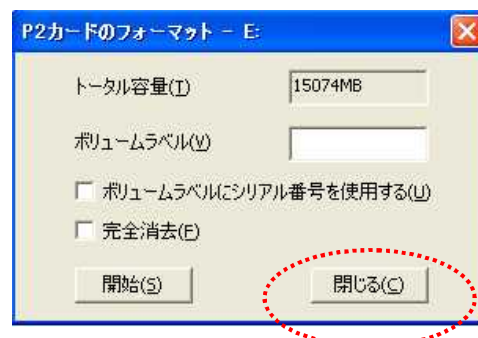 P2カードのフォーマット - E:
トータル容量(T) 15074MB
ボリュームラベル(V)
ボリュームラベルにシリアル番号を使用する(U)
完全消去(F)
開始(S) 閉じる(C)